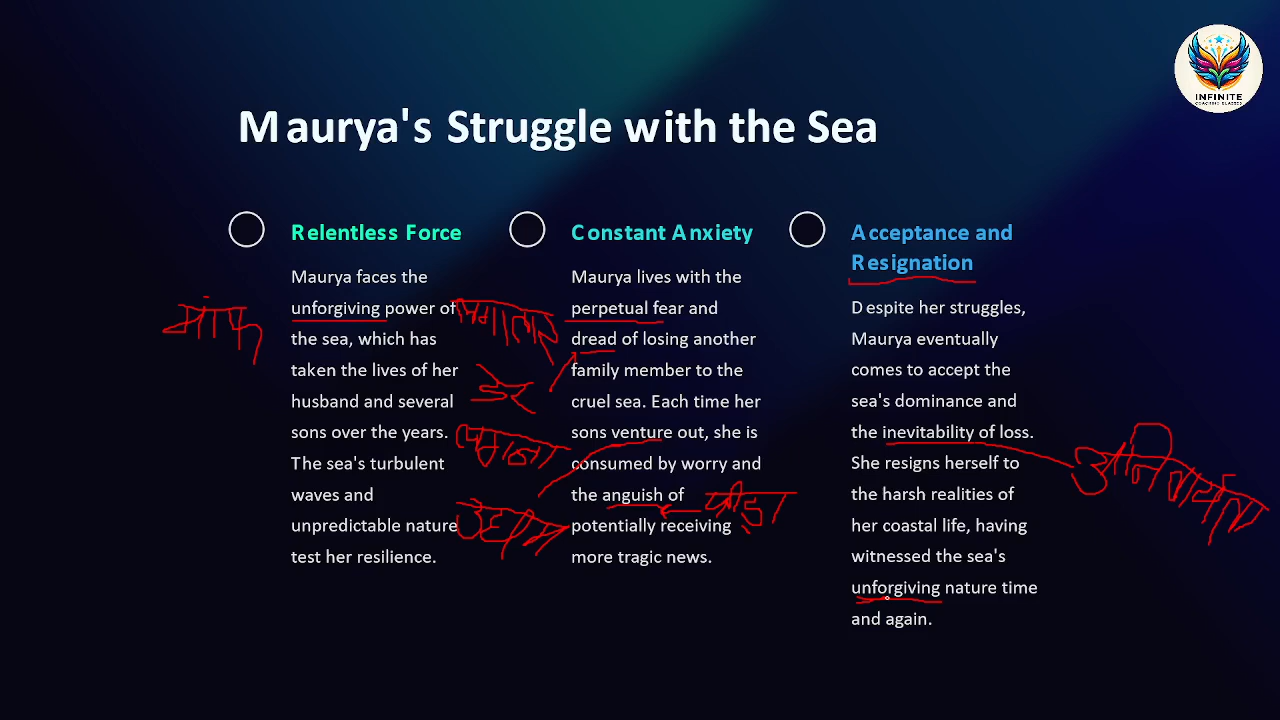 INFINITE
COACHING CLASSES
Maurya's Struggle with the Sea
Relentless Force
Maurya faces the
unforgiving power of
the sea, which has
taken the lives of her
husband and several
sons over the years.
The sea's turbulent
waves and
unpredictable nature
test her resilience.
माफ
Constant Anxiety
Maurya lives with the
perpetual fear and
dread of losing another
family member to the
cruel sea. Each time her
sons venture out, she is
consumed by worry and
the anguish of
potentially receiving
more tragic news.
डर
उद्यम
पीड़ा
Acceptance and
Resignation
Despite her struggles,
Maurya eventually
comes to accept the
sea's dominance and
the inevitability of loss.
She resigns herself to
the harsh realities of
her coastal life, having
witnessed the sea's
unforgiving nature time
and again.